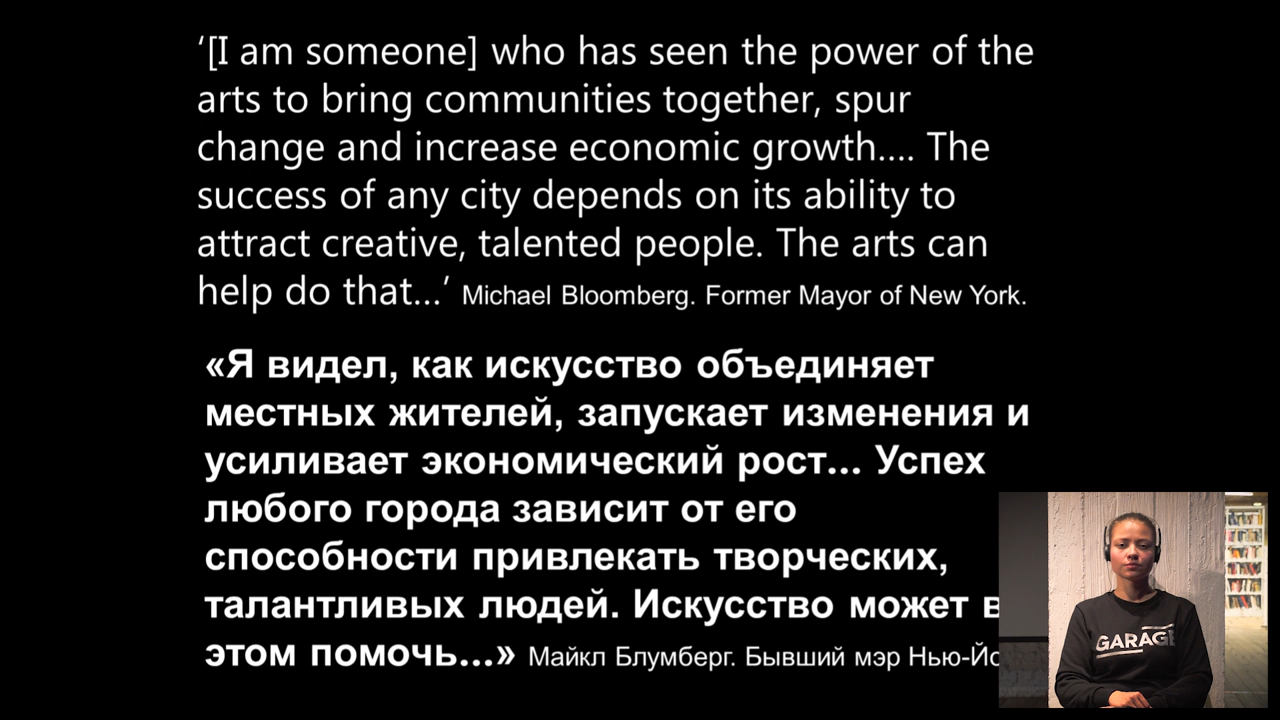 ‘[I am someone] who has seen the power of the
arts to bring communities together, spur
change and increase economic growth.... The
success of any city depends on its ability to
attract creative, talented people. The arts can
help do that...’ Michael Bloomberg. Former Mayor of New York.
«Я видел, как искусство объединяет
местных жителей, запускает изменения и
усиливает экономический рост... Успех
любого города зависит от его
способности привлекать творческих,
талантливых людей. Искусство может в
этом помочь...» Майкл Блумберг. Бывший мэр
GARAGE